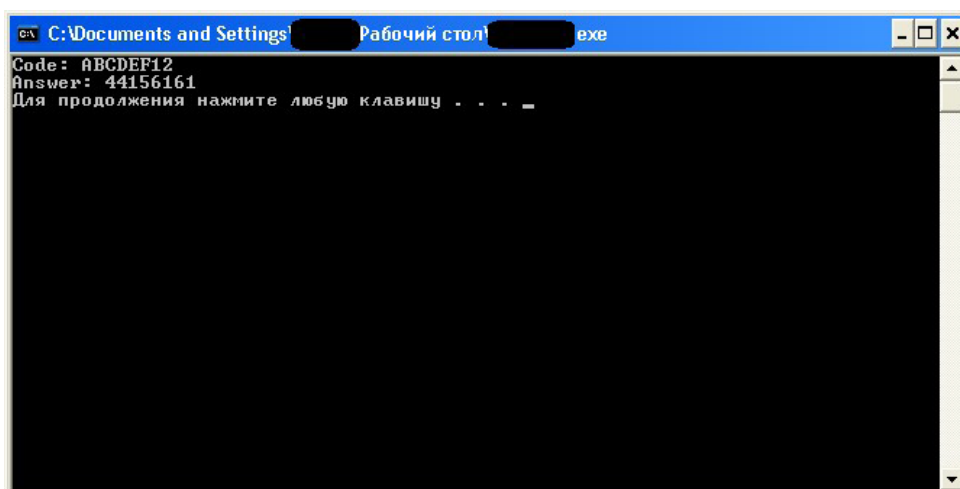 C:\Documents and Settings\ Рабочий стол\ exe
Code: ABCDEF12
Answer: 44156161
Для продолжения нажмите любую клавишу . . . _